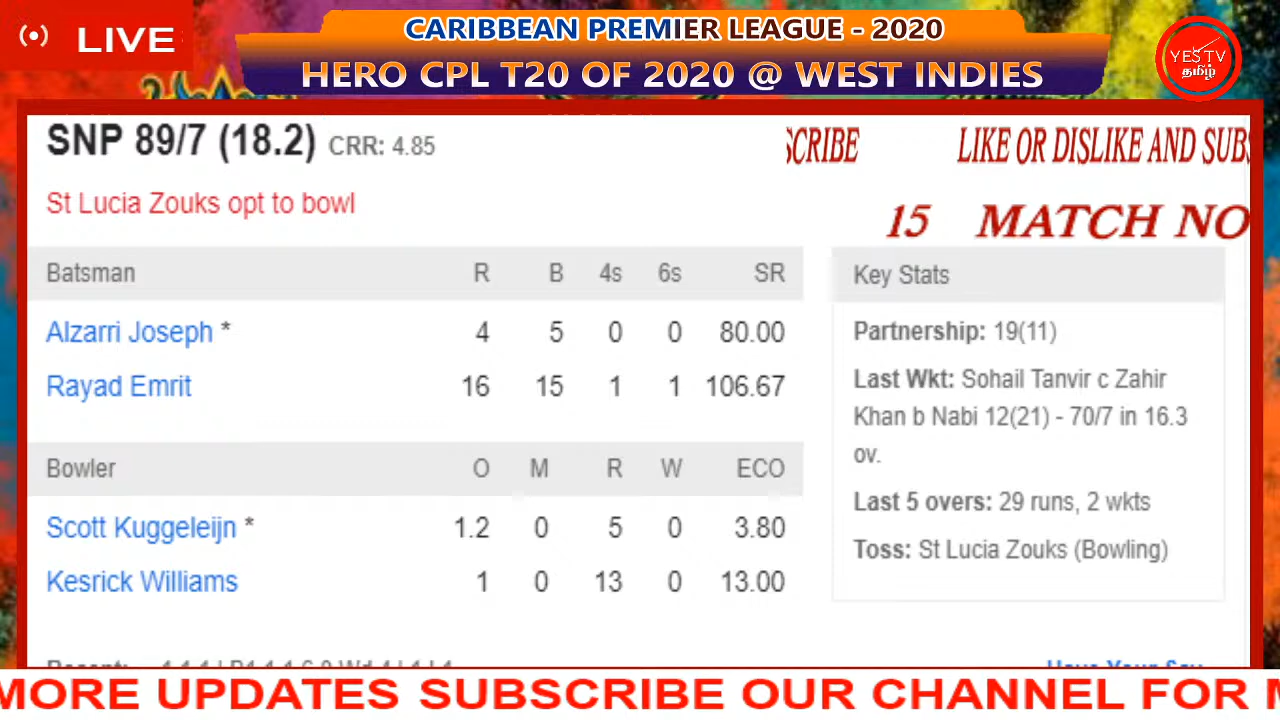 LIVE
CARIBBEAN PREMIER LEAGUE - 2020
HERO CPL T20 OF 2020 @ WEST INDIES
YES TV
தமிழ்
SNP 89/7 (18.2) CRR: 4.85
SCRIBE LIKE OR DISLIKE AND SUBS
St Lucia Zouks opt to bowl
15 MATCH NO
Batsman R B 4s 6s SR
Alzarri Joseph * 4 5 0 0 80.00
Rayad Emrit 16 15 1 1 106.67
Bowler O M R W ECO
Scott Kuggeleijn * 1.2 0 5 0 3.80
Kesrick Williams 1 0 13 0 13.00
Key Stats
Partnership: 19(11)
Last Wkt: Sohail Tanvir c Zahir
Khan b Nabi 12(21) - 70/7 in 16.3
ov.
Last 5 overs: 29 runs, 2 wkts
Toss: St Lucia Zouks (Bowling)
MORE UPDATES SUBSCRIBE OUR CHANNEL FOR M